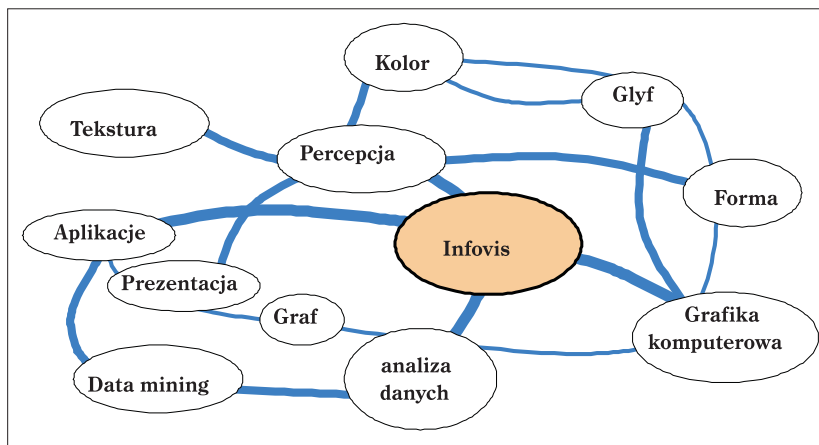 Kolor
Glyf
Tekstura
Percepcja
Forma
Aplikacje
Infovis
Prezentacja
Graf
Grafika
komputerowa
analiza
danych
Data mining